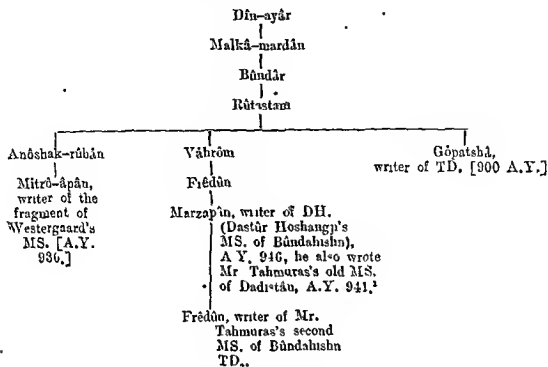 Dîn-ayâr
Malkâ-mardân
Bûndâr
Rûtastam
Anôshak-rûbân
Mitrô-âpân,
writer of the
fragment of
Westergaard's
MS. [A.Y.
936.]
Vâhrôm
Frêdûn
Marzapân, writer of DH.
(Dastûr Hoshangji's
MS. of Bûndahishn),
A Y. 946, he also wrote
Mr Tahmuras's old MS.
of Dadistân, A.Y. 941.¹
Frêdûn, writer of Mr.
Tahmuras's second
MS. of Bûndahishn
TD..
Gôpatshâ,
writer of TD. [900 A.Y.]